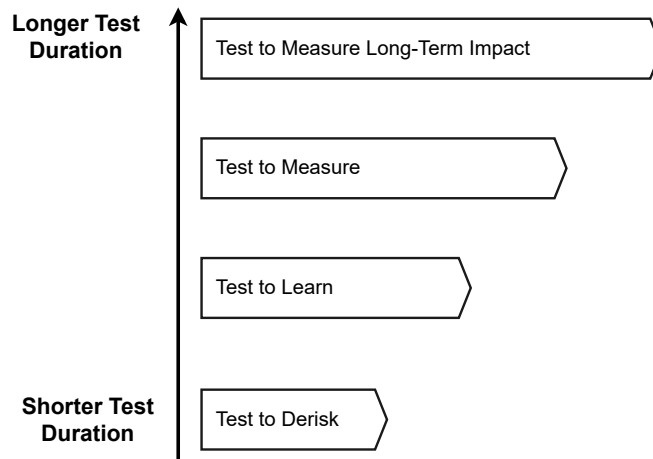 Longer Test
Duration
Test to Measure Long-Term Impact
Test to Measure
Test to Learn
Shorter Test
Duration
Test to Derisk